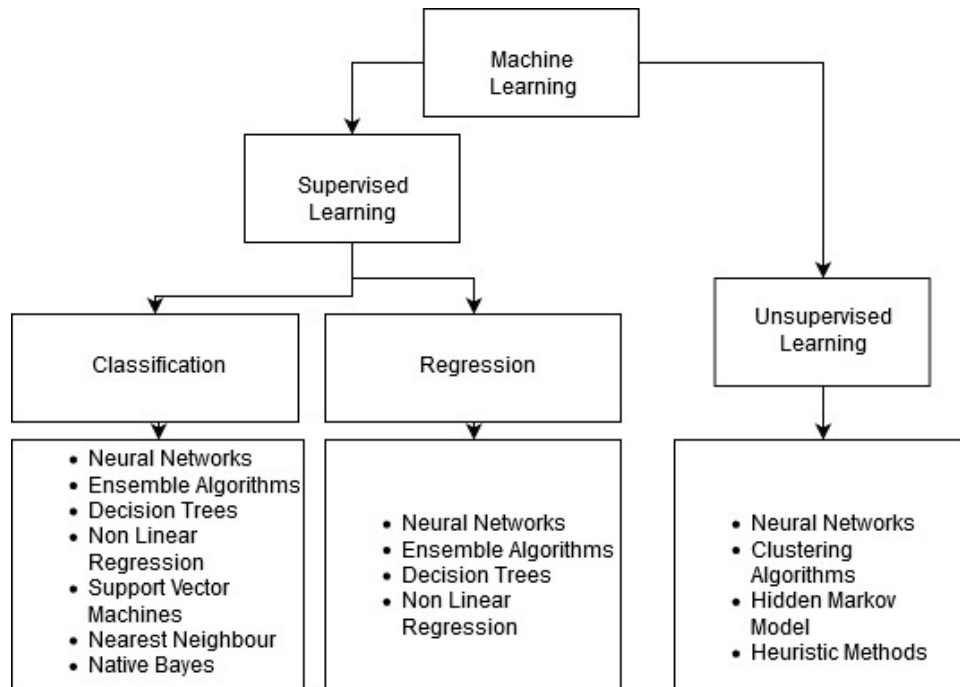 Machine
Learning
Supervised
Learning
Unsupervised
Learning
Classification
Regression
• Neural Networks
• Ensemble Algorithms
• Decision Trees
• Non Linear
Regression
• Support Vector
Machines
• Nearest Neighbour
• Native Bayes
• Neural Networks
• Ensemble Algorithms
• Decision Trees
• Non Linear
Regression
• Neural Networks
• Clustering
Algorithms
• Hidden Markov
Model
• Heuristic Methods